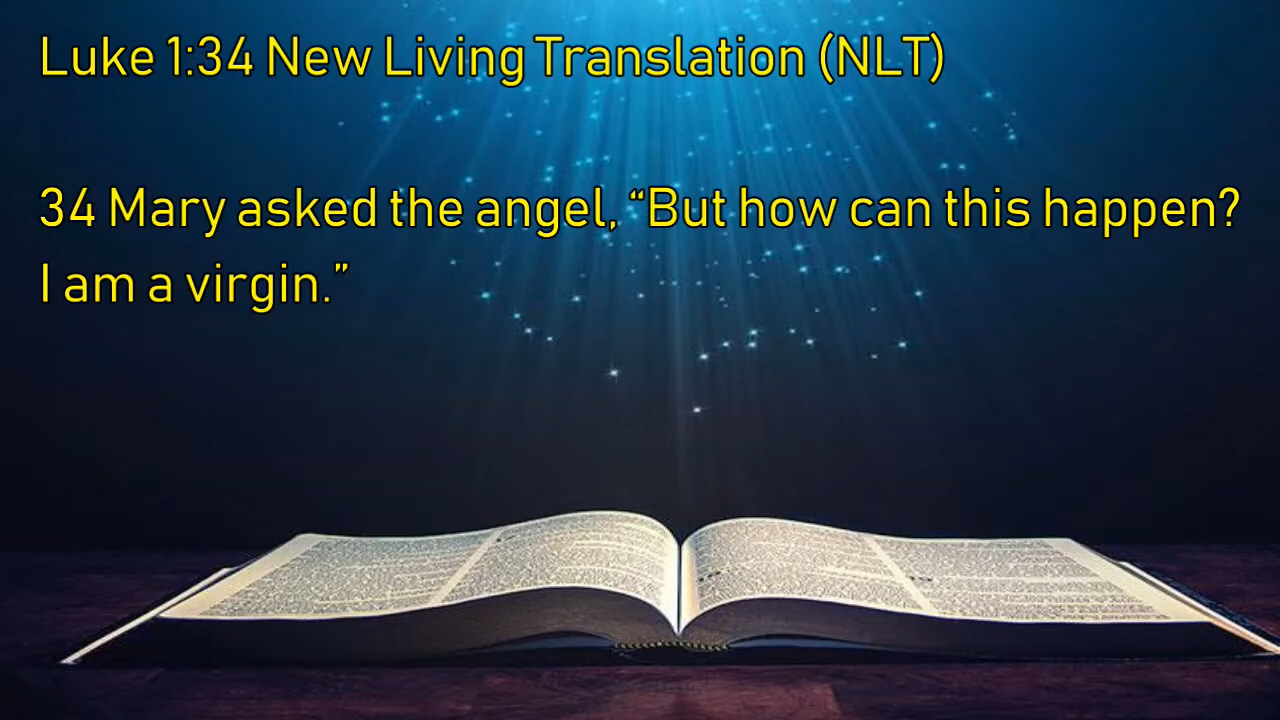 Luke 1:34 New Living Translation (NLT)
34 Mary asked the angel, “But how can this happen?
I am a virgin.”